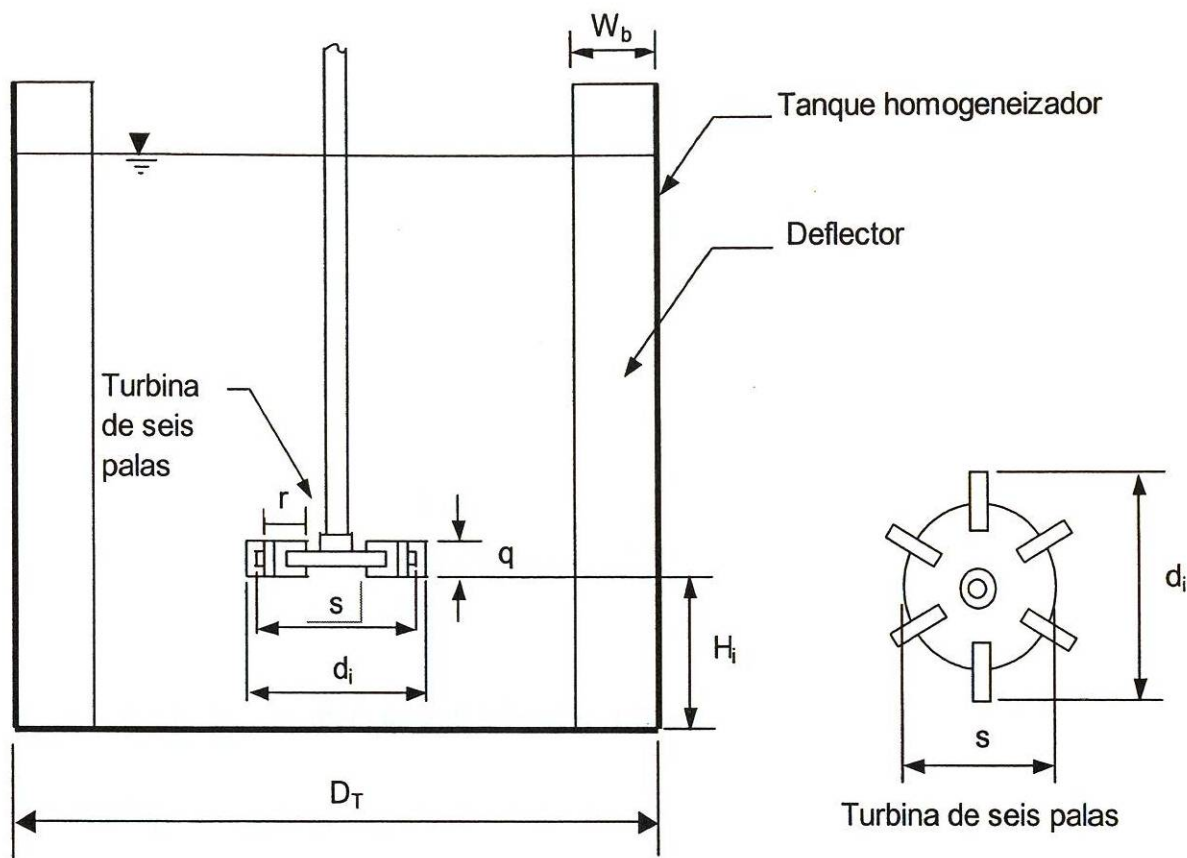 W_b
Tanque homogeneizador
Deflector
Turbina
de seis
palas
r
q
s
d_i
H_i
D_T
d_i
s
Turbina de seis palas